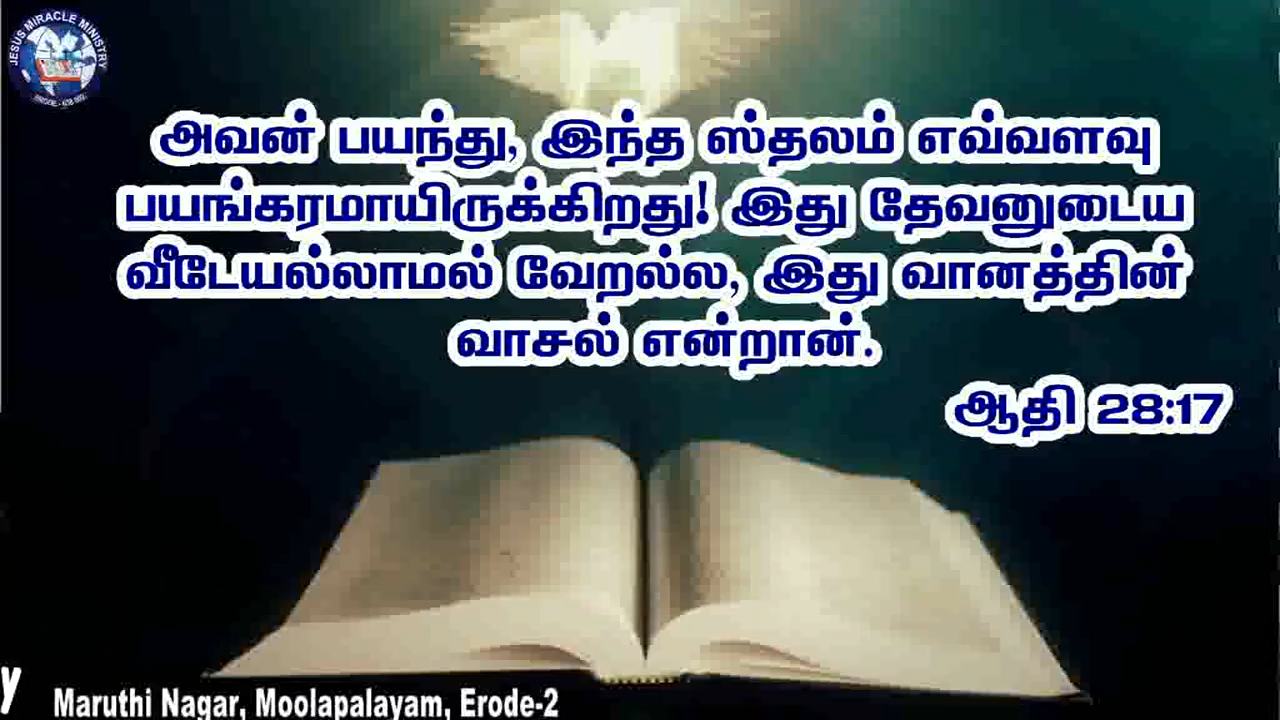 JESUS MIRACLE MINISTRY
அவன் பயந்து, இந்த ஸ்தலம் எவ்வளவு
பயங்கரமாயிருக்கிறது! இது தேவனுடைய
வீடேயல்லாமல் வேறல்ல, இது வானத்தின்
வாசல் என்றான்.
ஆதி 28:17
y
Maruthi Nagar, Moolapalayam, Erode-2